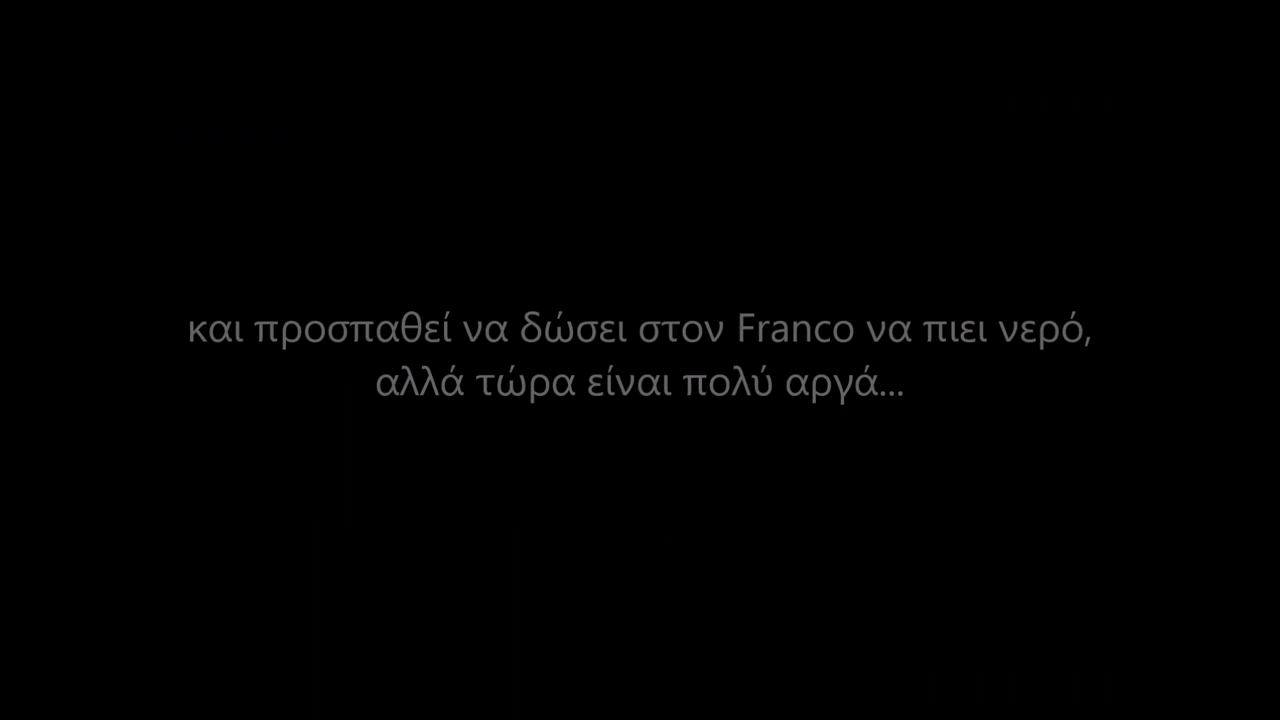 και προσπαθεί να δώσει στον Franco να πιει νερό,
αλλά τώρα είναι πολύ αργά...